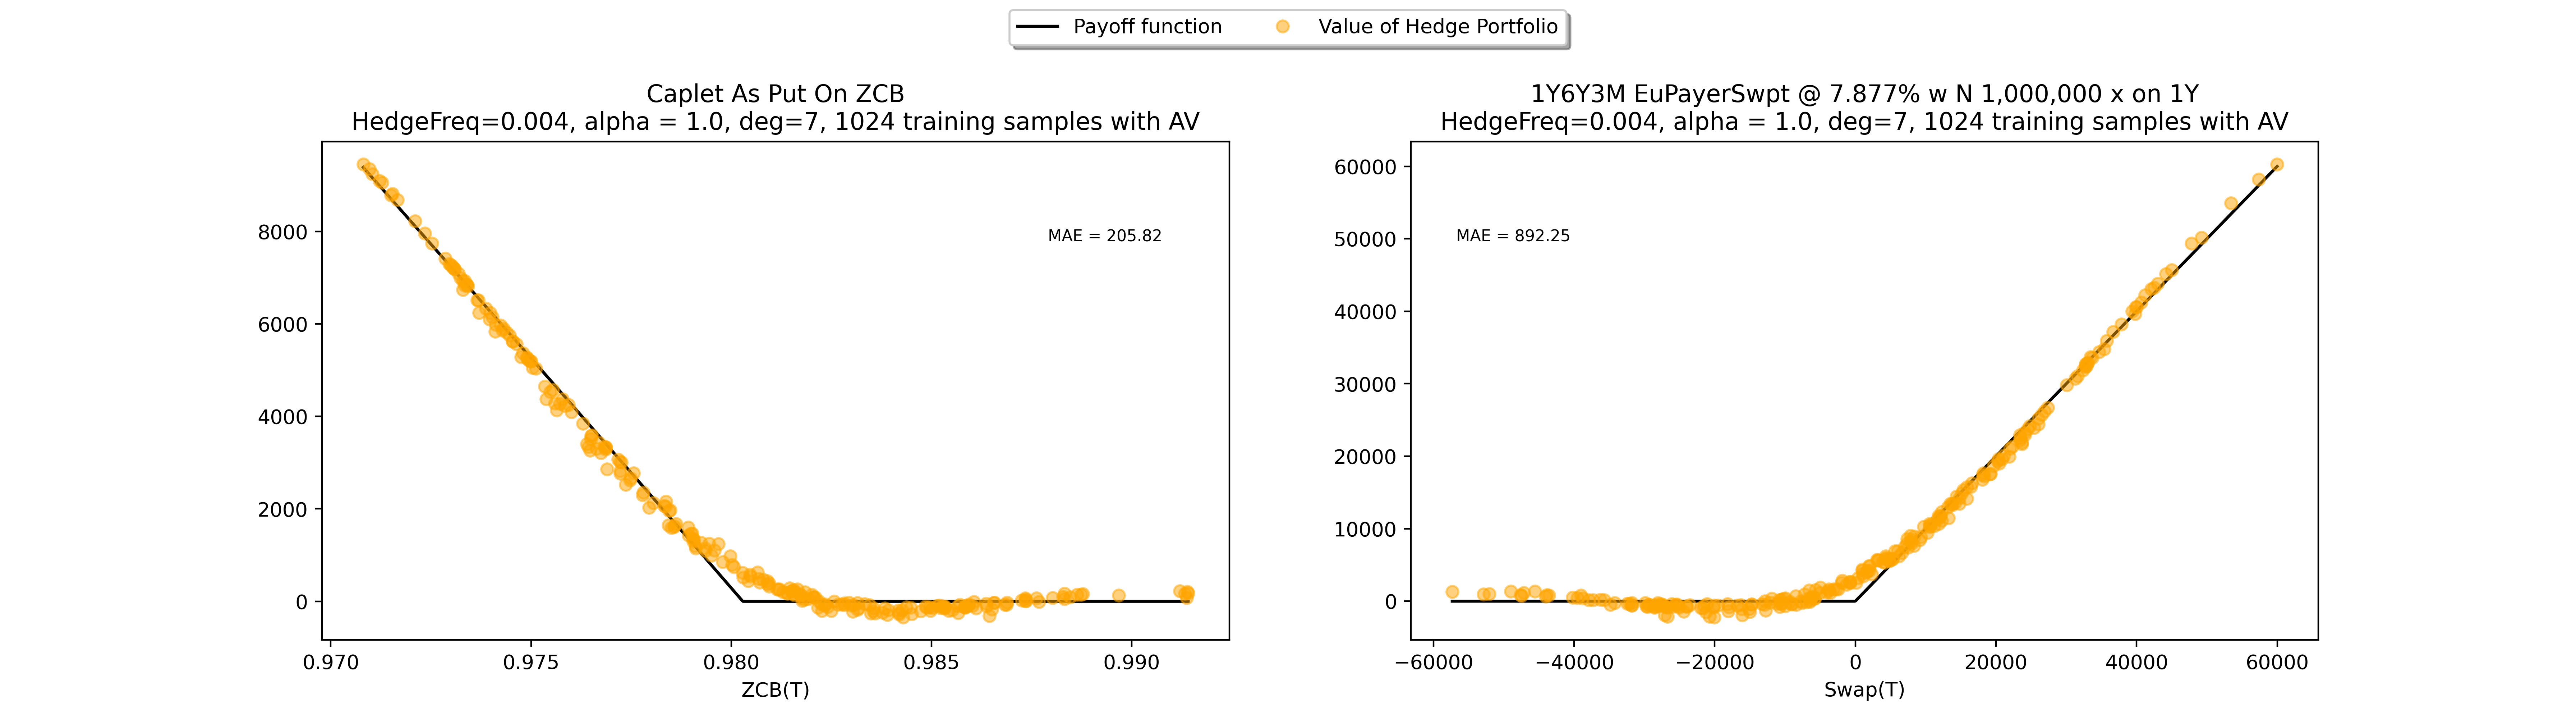 Payoff function
Value of Hedge Portfolio
Caplet As Put On ZCB
HedgeFreq=0.004, alpha = 1.0, deg=7, 1024 training samples with AV
MAE = 205.82
8000
6000
4000
2000
0
0.970 0.975 0.980 0.985 0.990
ZCB(T)
1Y6Y3M EuPayerSwpt @ 7.877% w N 1,000,000 x on 1Y
HedgeFreq=0.004, alpha = 1.0, deg=7, 1024 training samples with AV
MAE = 892.25
60000
50000
40000
30000
20000
10000
0
−60000 −40000 −20000 0 20000 40000 60000
Swap(T)